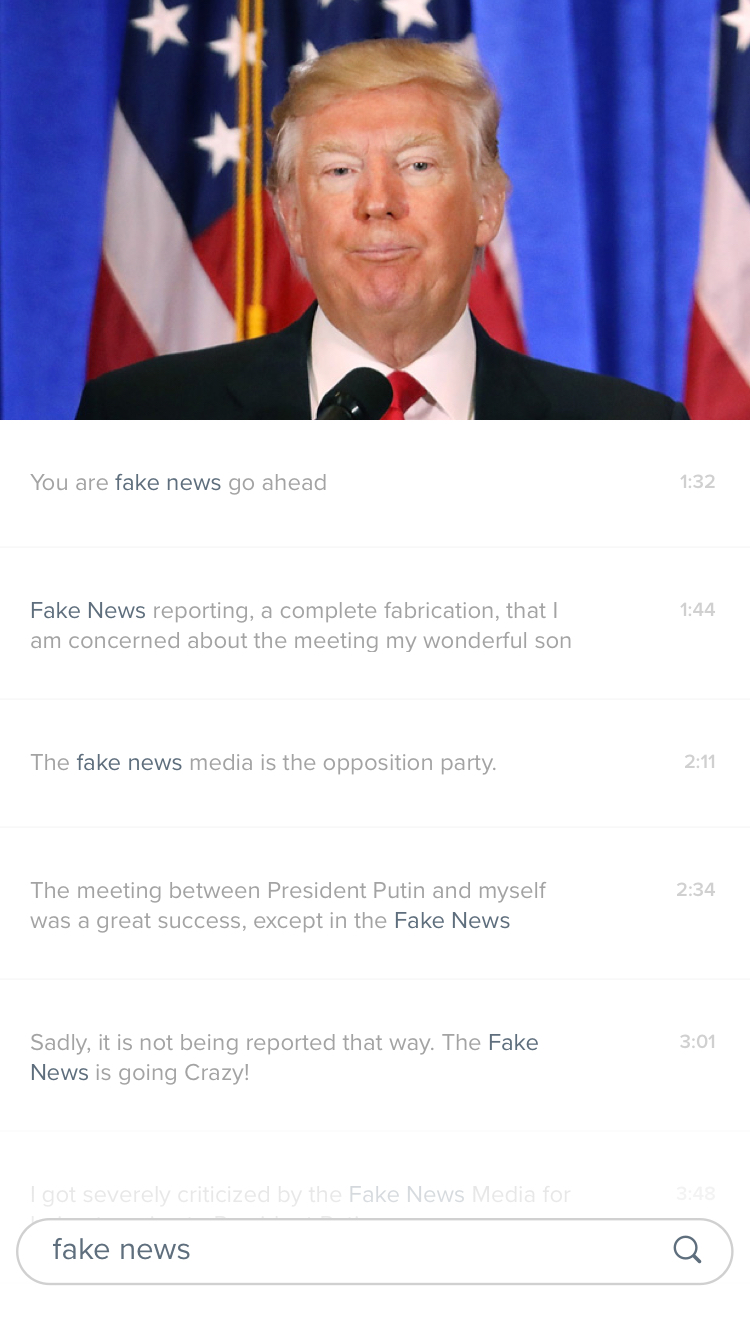 You are fake news go ahead
1:32
Fake News reporting, a complete fabrication, that I
1:44
am concerned about the meeting my wonderful son
The fake news media is the opposition party.
2:11
The meeting between President Putin and myself
2:34
was a great success, except in the Fake News
Sadly, it is not being reported that way. The Fake
3:01
News is going Crazy!
I got severely criticized by the Fake News Media for
3:48
fake news